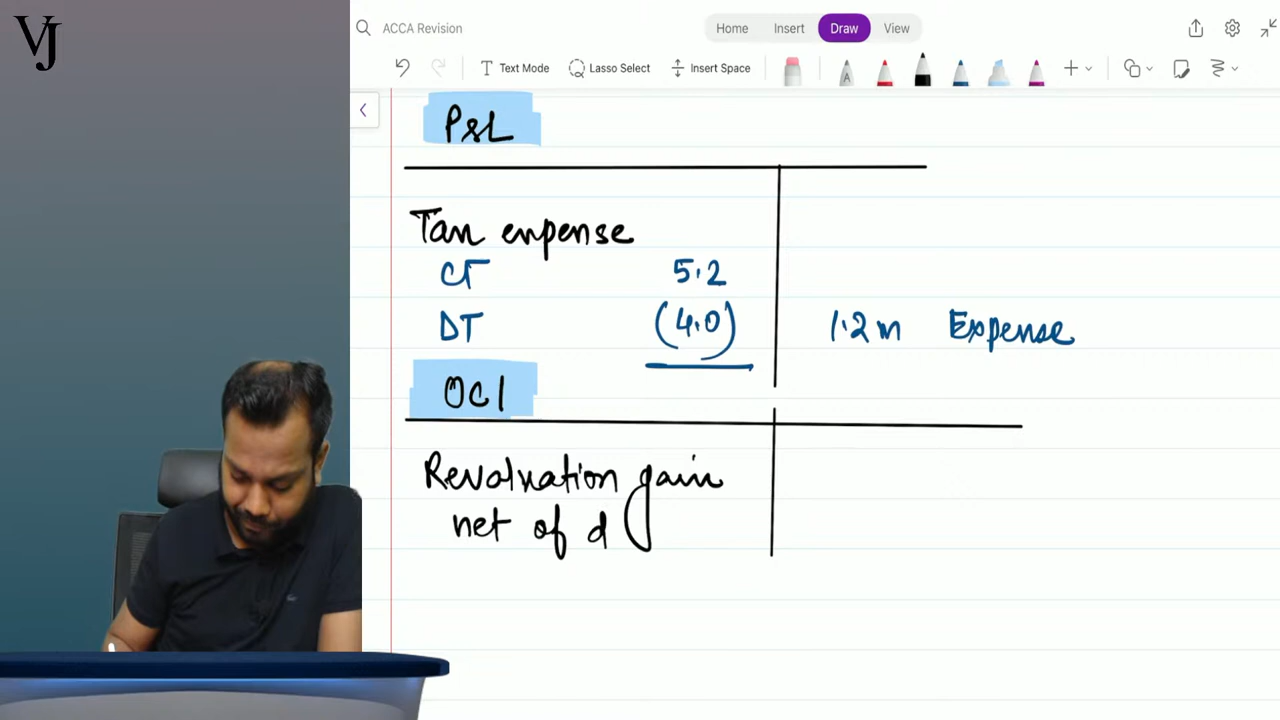 VJ
ACCA Revision
Home Insert Draw View
Text Mode Lasso Select Insert Space
P&L
Tax expense
CT 5.2
DT (4.0) 1.2m Expense
OCI
Revaluation gain
net of d